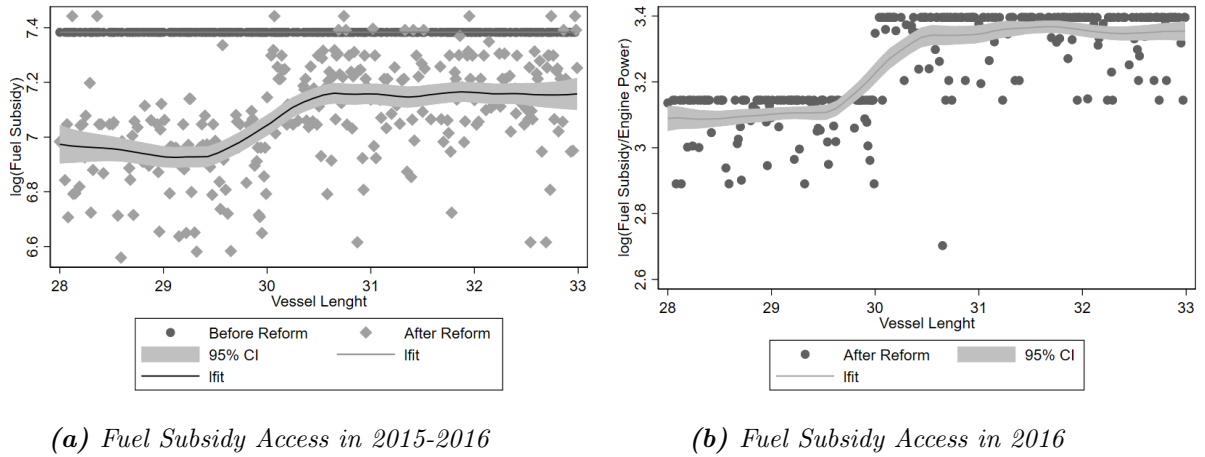 log(Fuel Subsidy)
7.4
7.2
7
6.8
6.6
28
29
30
31
32
33
Vessel Lenght
Before Reform
After Reform
95% CI
lfit
lfit
(a) Fuel Subsidy Access in 2015-2016
log(Fuel Subsidy/Engine Power)
3.4
3.2
3
2.8
2.6
28
29
30
31
32
33
Vessel Lenght
After Reform
95% CI
lfit
(b) Fuel Subsidy Access in 2016